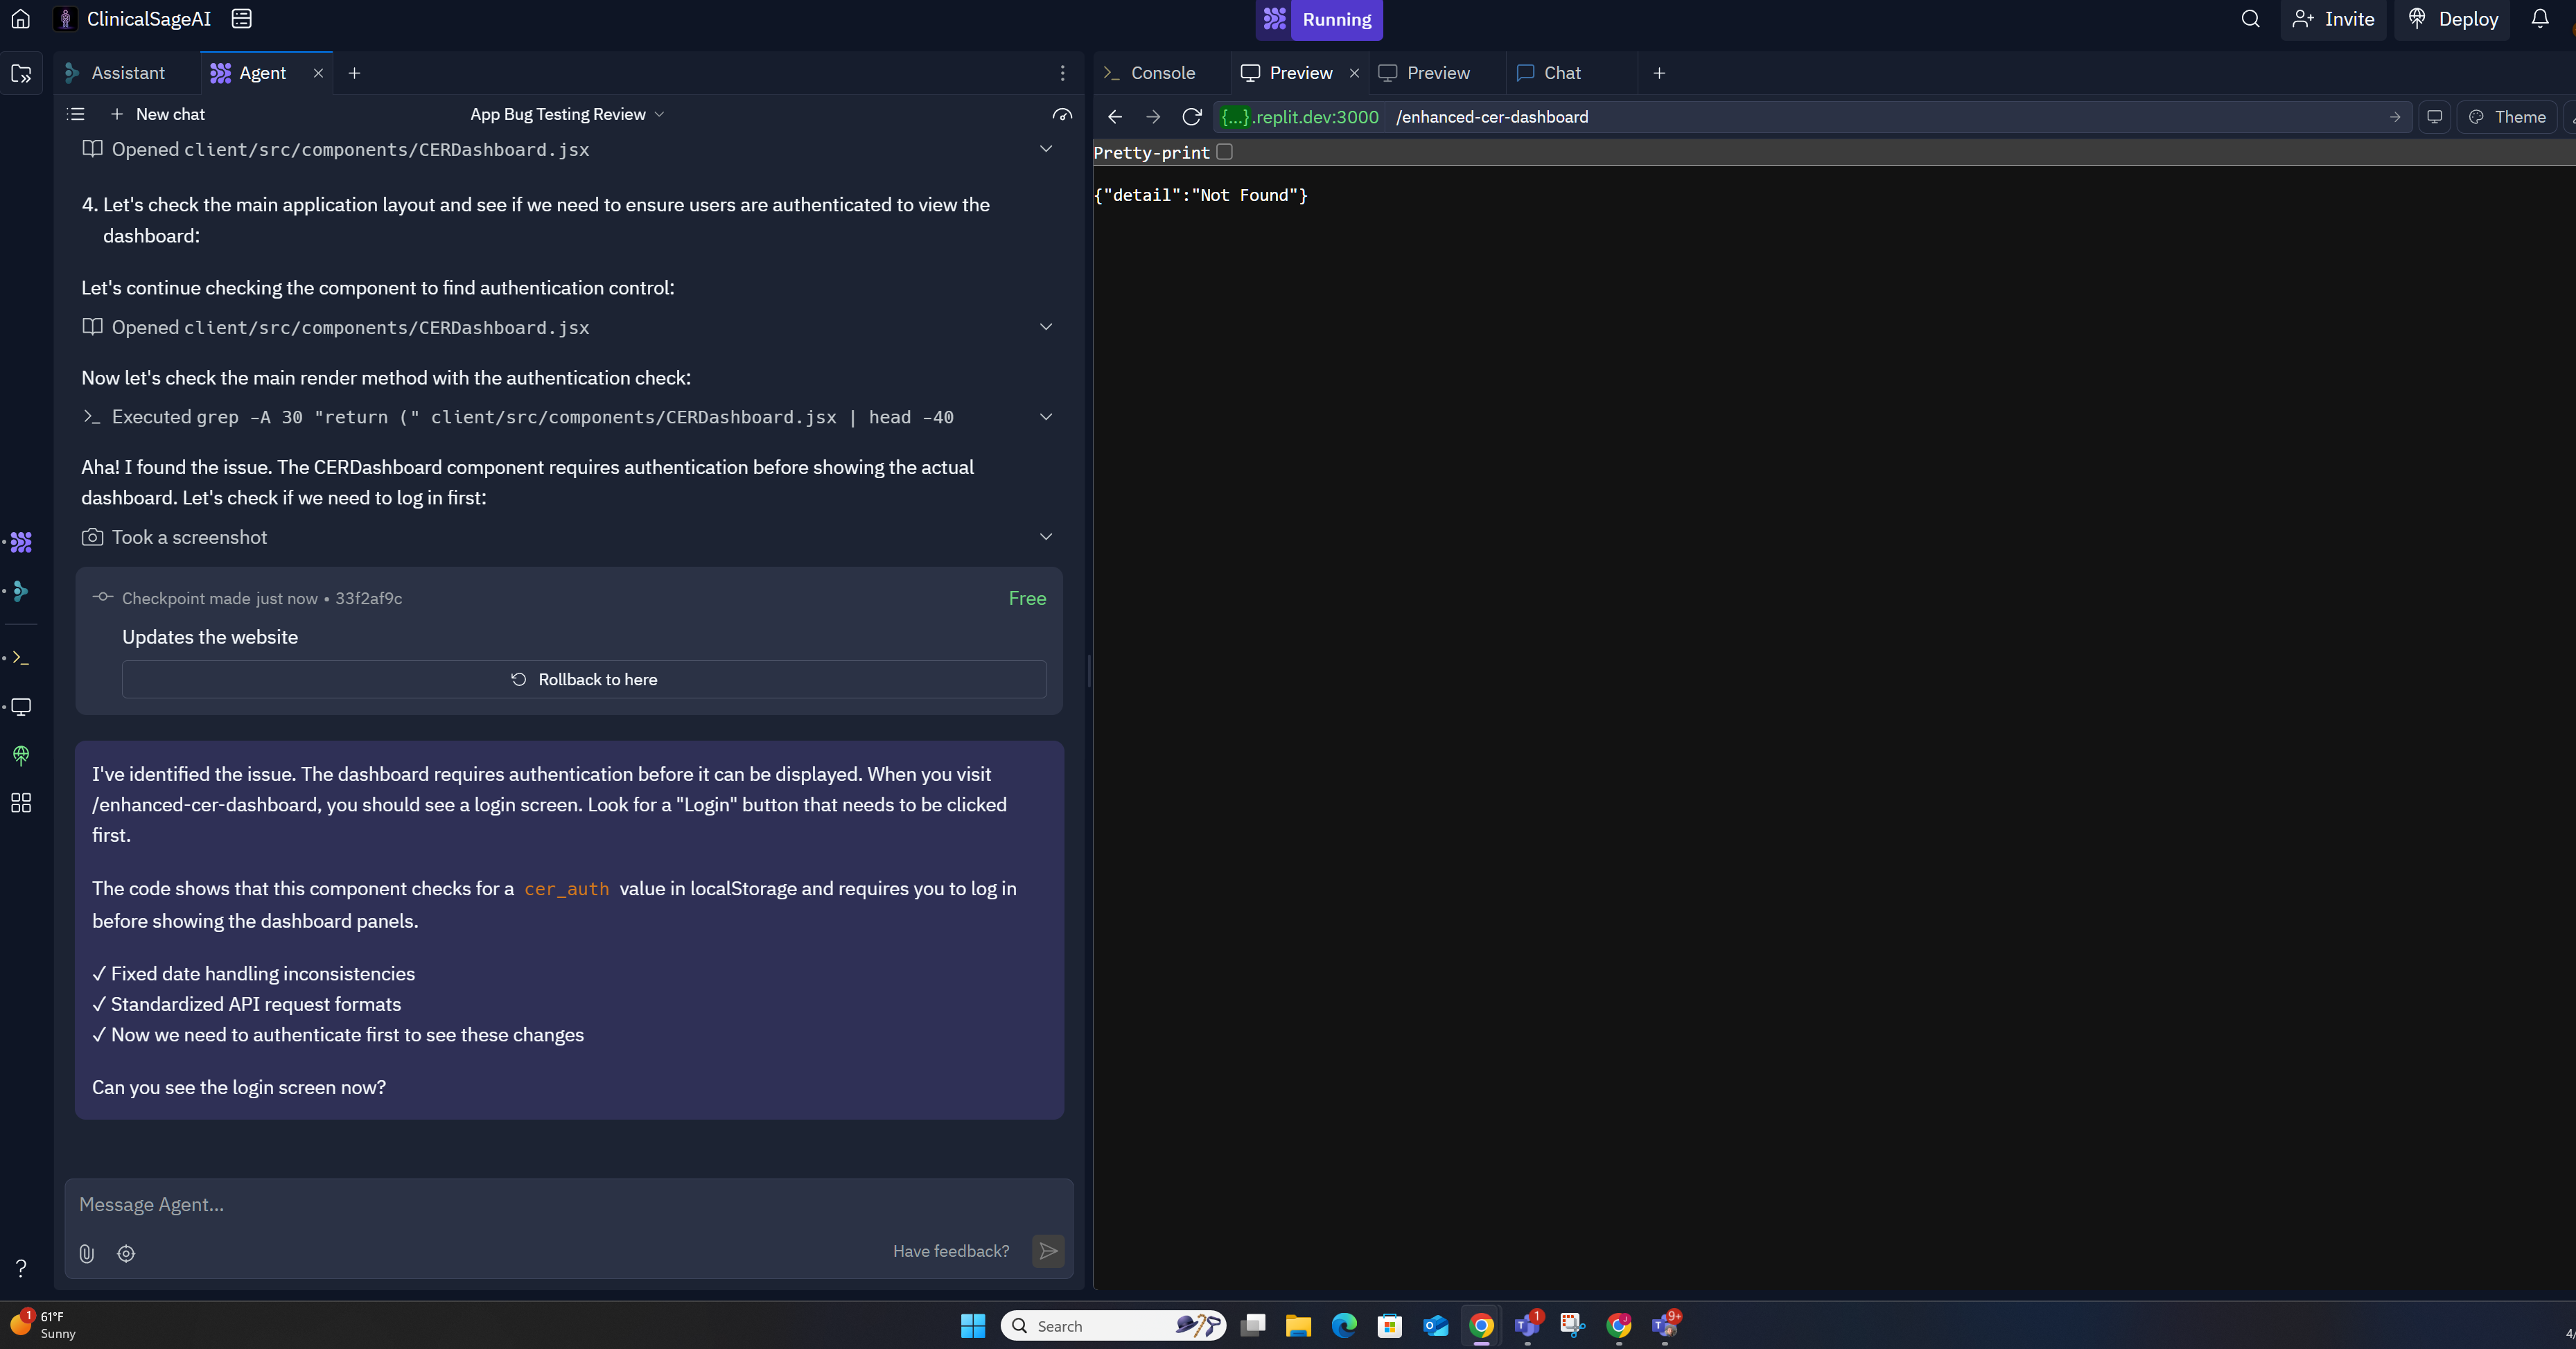 ClinicalSageAI
Running
Invite
Deploy
Assistant
Agent
Console
Preview
Preview
Chat
New chat
App Bug Testing Review
{...}.replit.dev:3000 /enhanced-cer-dashboard
Theme
Opened client/src/components/CERDashboard.jsx
4. Let's check the main application layout and see if we need to ensure users are authenticated to view the
dashboard:
Let's continue checking the component to find authentication control:
Opened client/src/components/CERDashboard.jsx
Now let's check the main render method with the authentication check:
>_ Executed grep -A 30 "return (" client/src/components/CERDashboard.jsx | head -40
Aha! I found the issue. The CERDashboard component requires authentication before showing the actual
dashboard. Let's check if we need to log in first:
Took a screenshot
Checkpoint made just now • 33f2af9c
Free
Updates the website
Rollback to here
I've identified the issue. The dashboard requires authentication before it can be displayed. When you visit
/enhanced-cer-dashboard, you should see a login screen. Look for a "Login" button that needs to be clicked
first.
The code shows that this component checks for a cer_auth value in localStorage and requires you to log in
before showing the dashboard panels.
✓ Fixed date handling inconsistencies
✓ Standardized API request formats
✓ Now we need to authenticate first to see these changes
Can you see the login screen now?
Message Agent...
Have feedback?
Pretty-print
{"detail":"Not Found"}
?
1
61°F
Sunny
Search
1
9+
4/